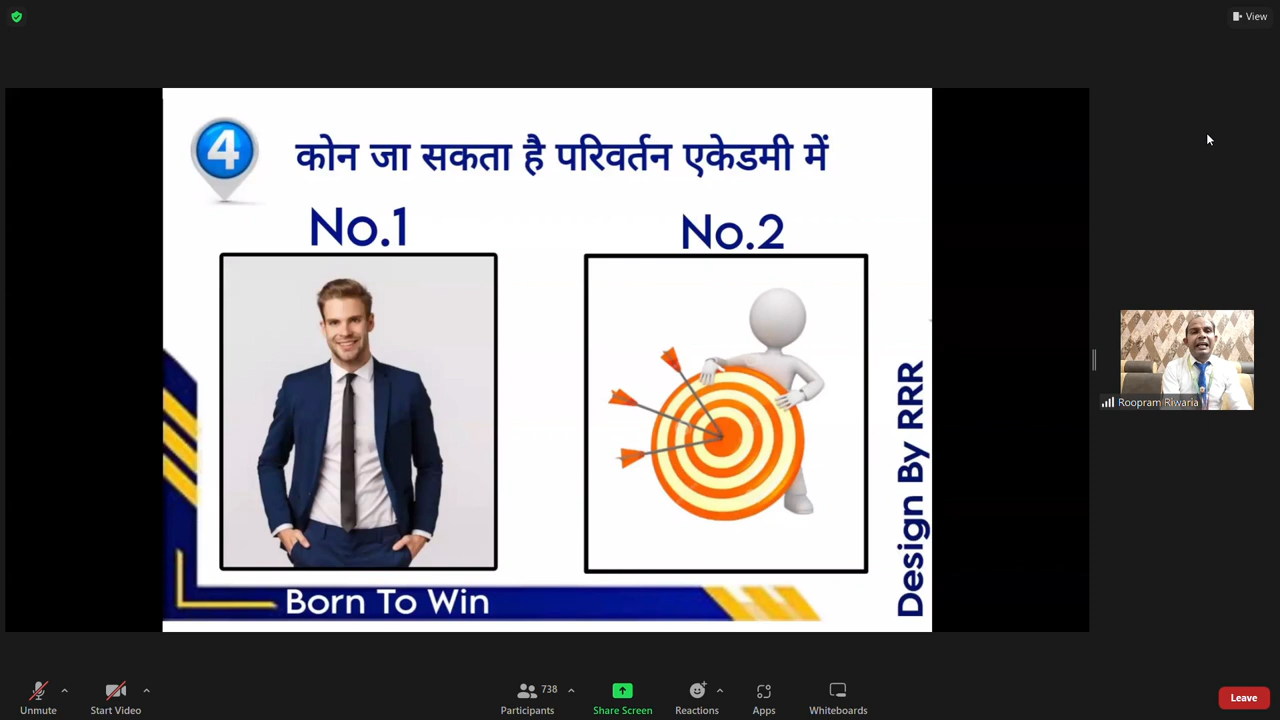 View
4
कोन जा सकता है परिवर्तन एकेडमी में
No.1
No.2
Design By RRR
Born To Win
Roopram Riwaria
Unmute
Start Video
738
Participants
Share Screen
Reactions
Apps
Whiteboards
Leave